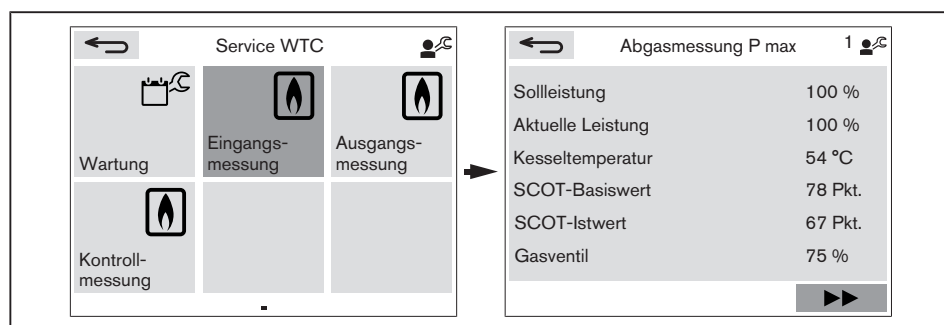 Service WTC
Wartung
Eingangs-
messung
Ausgangs-
messung
Kontroll-
messung
Abgasmessung P max 1
Sollleistung 100 %
Aktuelle Leistung 100 %
Kesseltemperatur 54 °C
SCOT-Basiswert 78 Pkt.
SCOT-Istwert 67 Pkt.
Gasventil 75 %